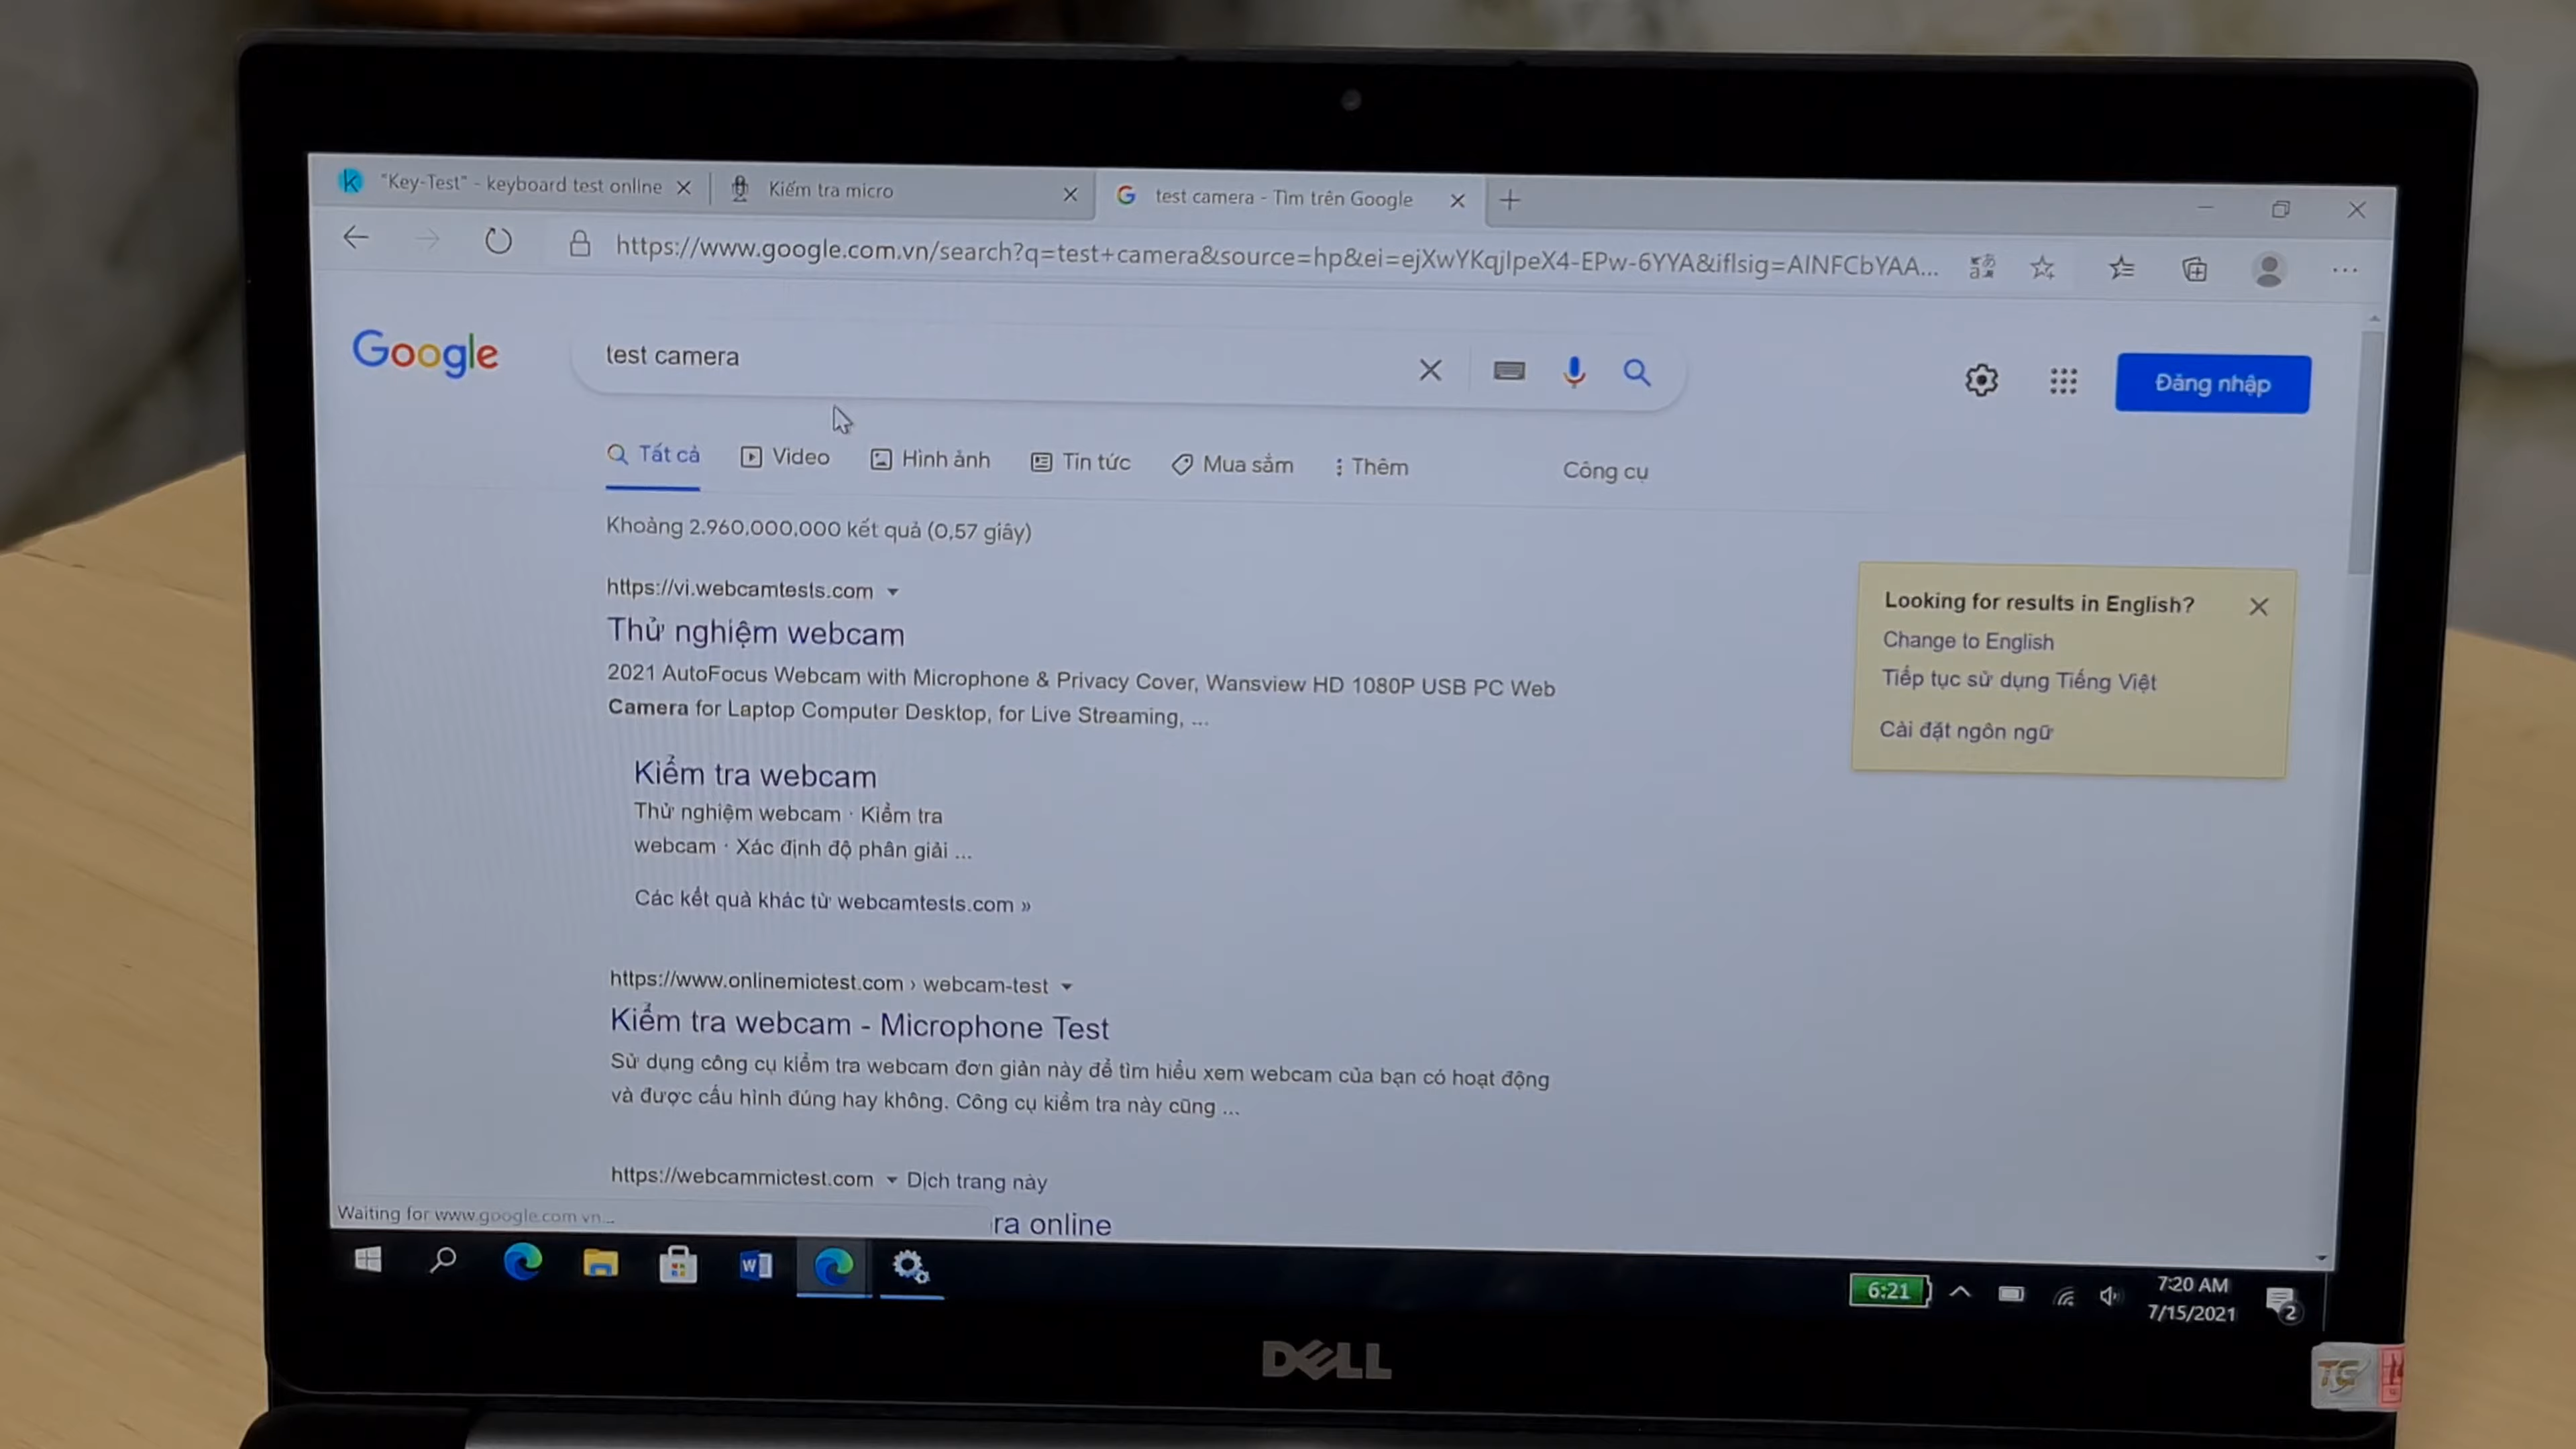 "Key-Test" - keyboard test online
Kiểm tra micro
test camera - Tìm trên Google
https://www.google.com.vn/search?q=test+camera&source=hp&ei=ejXwYKqjIpeX4-EPw-6YYA&iflsig=AINFCbYAA...
Google
test camera
Đăng nhập
Tất cả
Video
Hình ảnh
Tin tức
Mua sắm
Thêm
Công cụ
Khoảng 2.960.000.000 kết quả (0,57 giây)
https://vi.webcamtests.com
Thử nghiệm webcam
2021 AutoFocus Webcam with Microphone & Privacy Cover, Wansview HD 1080P USB PC Web
Camera for Laptop Computer Desktop, for Live Streaming, ...
Kiểm tra webcam
Thử nghiệm webcam · Kiểm tra
webcam · Xác định độ phân giải ...
Các kết quả khác từ webcamtests.com »
https://www.onlinemictest.com › webcam-test
Kiểm tra webcam - Microphone Test
Sử dụng công cụ kiểm tra webcam đơn giản này để tìm hiểu xem webcam của bạn có hoạt động
và được cấu hình đúng hay không. Công cụ kiểm tra này cũng ...
https://webcammictest.com
Dịch trang này
ra online
Looking for results in English?
Change to English
Tiếp tục sử dụng Tiếng Việt
Cài đặt ngôn ngữ
Waiting for www.google.com.vn...
6:21
7:20 AM
7/15/2021
2
DELL
TG